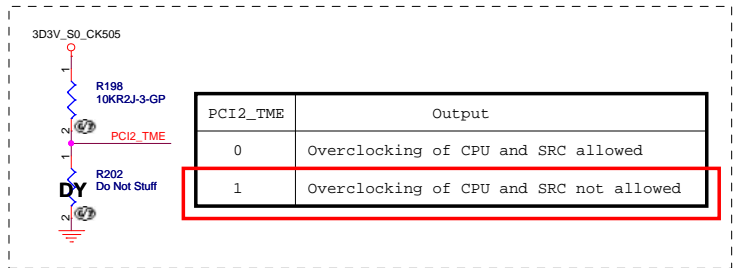 3D3V_S0_CK505
1
R198
10KR2J-3-GP
2
PCI2_TME
1
R202
DY Do Not Stuff
2
PCI2_TME Output
0 Overclocking of CPU and SRC allowed
1 Overclocking of CPU and SRC not allowed